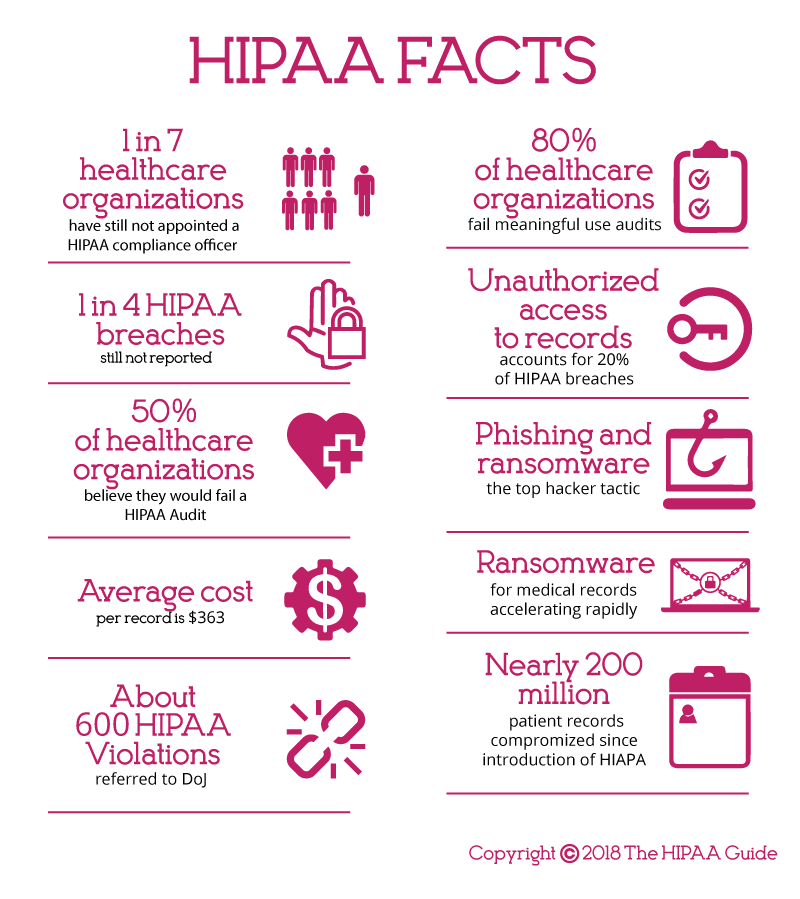 HIPAA FACTS
1 in 7
healthcare
organizations
have still not appointed a
HIPAA compliance officer
1 in 4 HIPAA
breaches
still not reported
50%
of healthcare
organizations
believe they would fail a
HIPAA Audit
Average cost
per record is $363
$
About
600 HIPAA
Violations
referred to DoJ
80%
of healthcare
organizations
fail meaningful use audits
Unauthorized
access
to records
accounts for 20%
of HIPAA breaches
Phishing and
ransomware
the top hacker tactic
Ransomware
for medical records
accelerating rapidly
Nearly 200
million
patient records
compromized since
introduction of HIAPA
Copyright © 2018 The HIPAA Guide